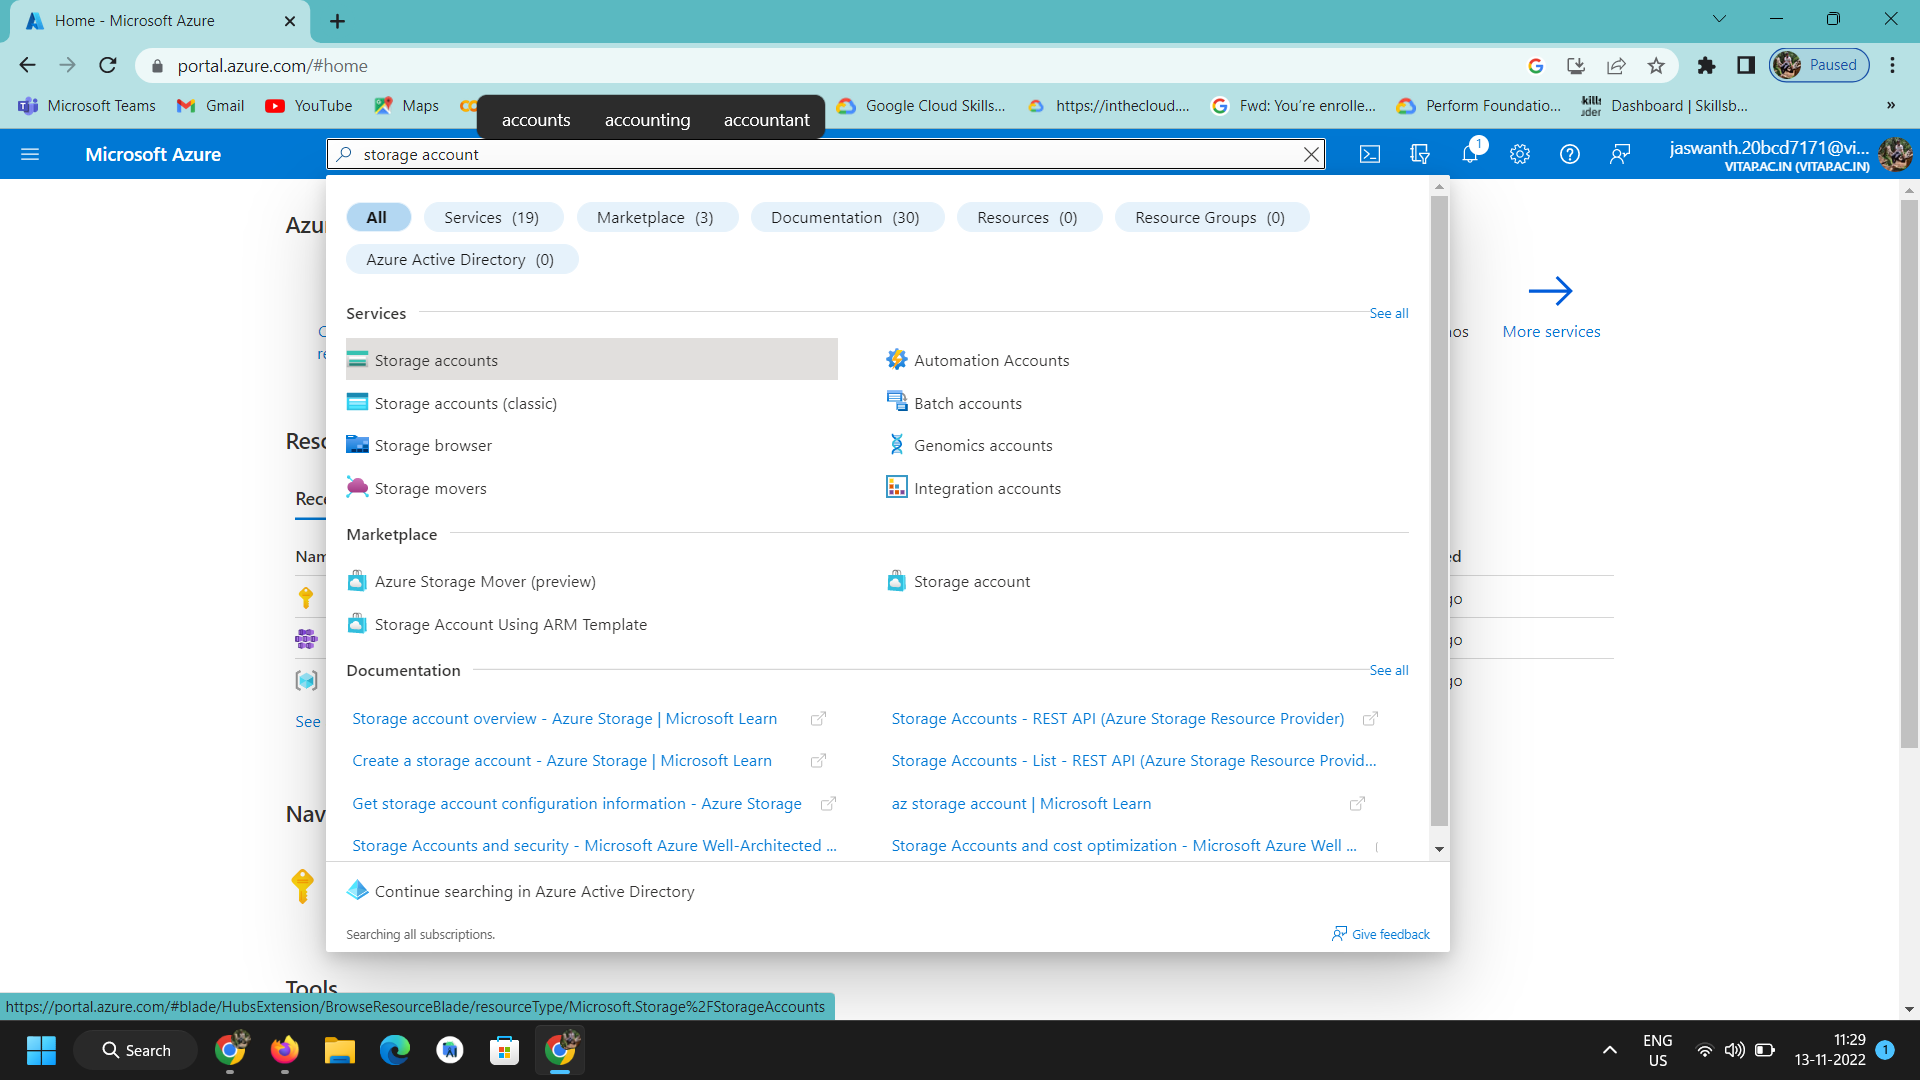 Home - Microsoft Azure
portal.azure.com/#home
Paused
Microsoft Teams
Gmail
YouTube
Maps
Google Cloud Skills...
https://inthecloud....
Fwd: You're enrolle...
Perform Foundatio...
Dashboard | Skillsb...
»
accounts accounting accountant
Microsoft Azure
storage account
1
jaswanth.20bcd7171@vi...
VITAP.AC.IN (VITAP.AC.IN)
All
Services (19)
Marketplace (3)
Documentation (30)
Resources (0)
Resource Groups (0)
Azure Active Directory (0)
Services
See all
More services
Storage accounts
Automation Accounts
Storage accounts (classic)
Batch accounts
Storage browser
Genomics accounts
Storage movers
Integration accounts
Marketplace
Azure Storage Mover (preview)
Storage account
Storage Account Using ARM Template
Documentation
See all
Storage account overview - Azure Storage | Microsoft Learn
Storage Accounts - REST API (Azure Storage Resource Provider)
Create a storage account - Azure Storage | Microsoft Learn
Storage Accounts - List - REST API (Azure Storage Resource Provid...
Get storage account configuration information - Azure Storage
az storage account | Microsoft Learn
Storage Accounts and security - Microsoft Azure Well-Architected ...
Storage Accounts and cost optimization - Microsoft Azure Well ...
Continue searching in Azure Active Directory
Searching all subscriptions.
Give feedback
See
Tools
https://portal.azure.com/#blade/HubsExtension/BrowseResourceBlade/resourceType/Microsoft.Storage%2FStorageAccounts
Search
ENG
US
11:29
13-11-2022
1